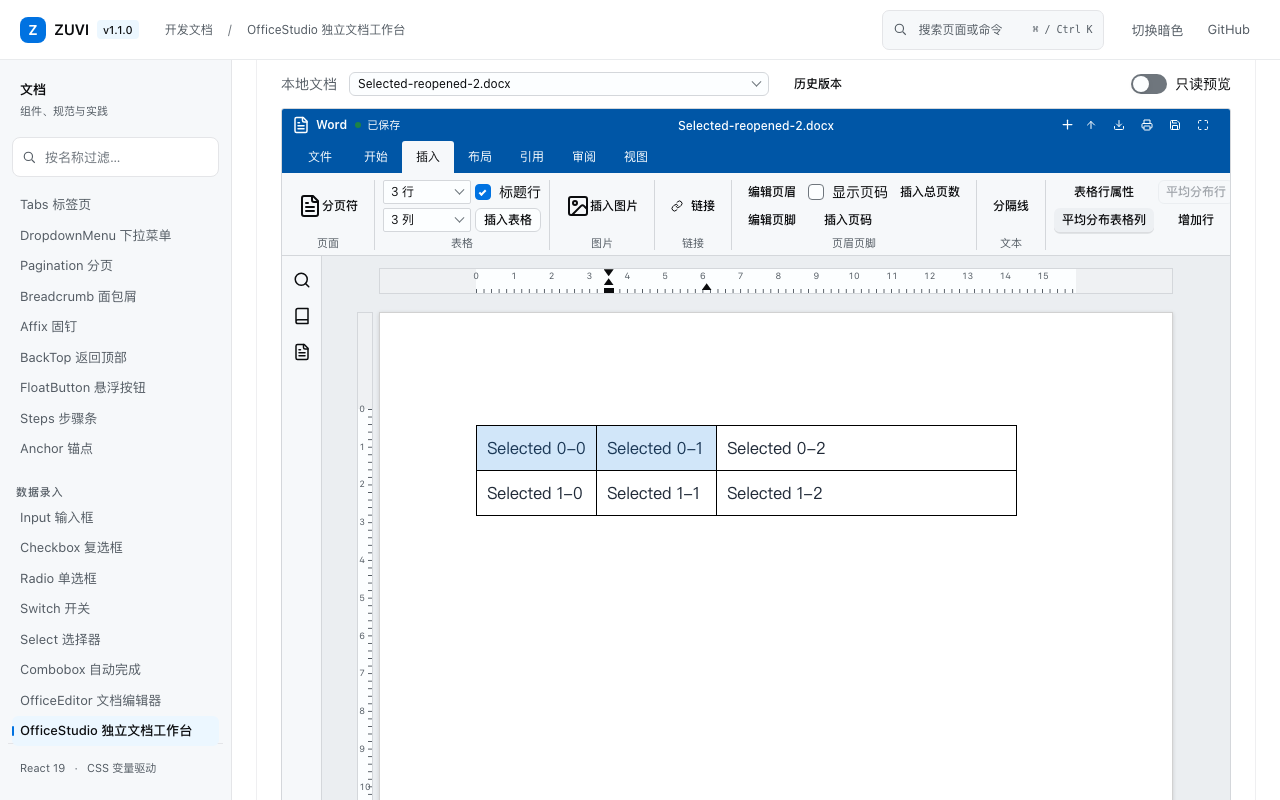 Z ZUVI v1.1.0 开发文档 / OfficeStudio 独立文档工作台 搜索页面或命令 ⌘ / Ctrl K 切换暗色 GitHub
文档
组件、规范与实践
按名称过滤...
Tabs 标签页
DropdownMenu 下拉菜单
Pagination 分页
Breadcrumb 面包屑
Affix 固钉
BackTop 返回顶部
FloatButton 悬浮按钮
Steps 步骤条
Anchor 锚点
数据录入
Input 输入框
Checkbox 复选框
Radio 单选框
Switch 开关
Select 选择器
Combobox 自动完成
OfficeEditor 文档编辑器
OfficeStudio 独立文档工作台
React 19 · CSS 变量驱动
本地文档 Selected-reopened-2.docx 历史版本 只读预览
Word 已保存 Selected-reopened-2.docx
文件 开始 插入 布局 引用 审阅 视图
分页符
页面
3 行 标题行
3 列 插入表格
表格
插入图片
图片
链接
链接
编辑页眉 显示页码 插入总页数
编辑页脚 插入页码
页眉页脚
分隔线
文本
表格行属性 平均分布行
平均分布表格列 增加行
0 1 2 3 4 5 6 7 8 9 10 11 12 13 14 15
0
1
2
3
4
5
6
7
8
9
10
Selected 0-0 Selected 0-1 Selected 0-2
Selected 1-0 Selected 1-1 Selected 1-2